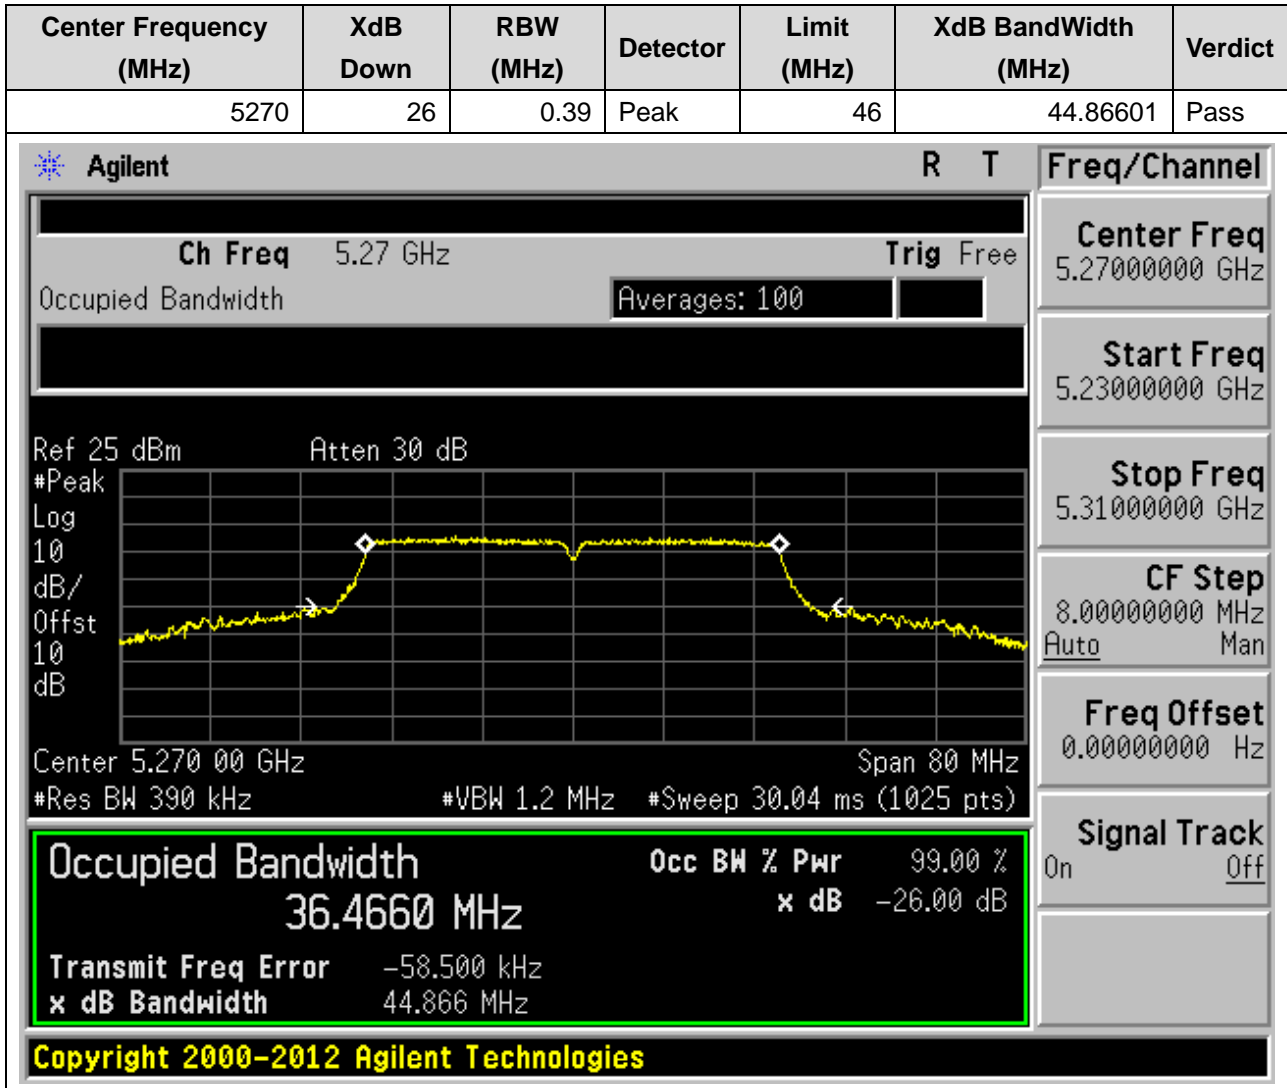 Center Frequency (MHz) XdB Down RBW (MHz) Detector Limit (MHz) XdB BandWidth (MHz) Verdict
5270 26 0.39 Peak 46 44.86601 Pass
Agilent R T Freq/Channel
Ch Freq 5.27 GHz Trig Free
Occupied Bandwidth Averages: 100
Center Freq
5.27000000 GHz
Start Freq
5.23000000 GHz
Stop Freq
5.31000000 GHz
CF Step
8.00000000 MHz
Auto Man
Freq Offset
0.00000000 Hz
Signal Track
On Off
Ref 25 dBm Atten 30 dB
#Peak
Log
10
dB/
Offst
10
dB
Center 5.270 00 GHz Span 80 MHz
#Res BW 390 kHz #VBW 1.2 MHz #Sweep 30.04 ms (1025 pts)
Occupied Bandwidth Occ BW % Pwr 99.00 %
36.4660 MHz x dB -26.00 dB
Transmit Freq Error -58.500 kHz
x dB Bandwidth 44.866 MHz
Copyright 2000-2012 Agilent Technologies